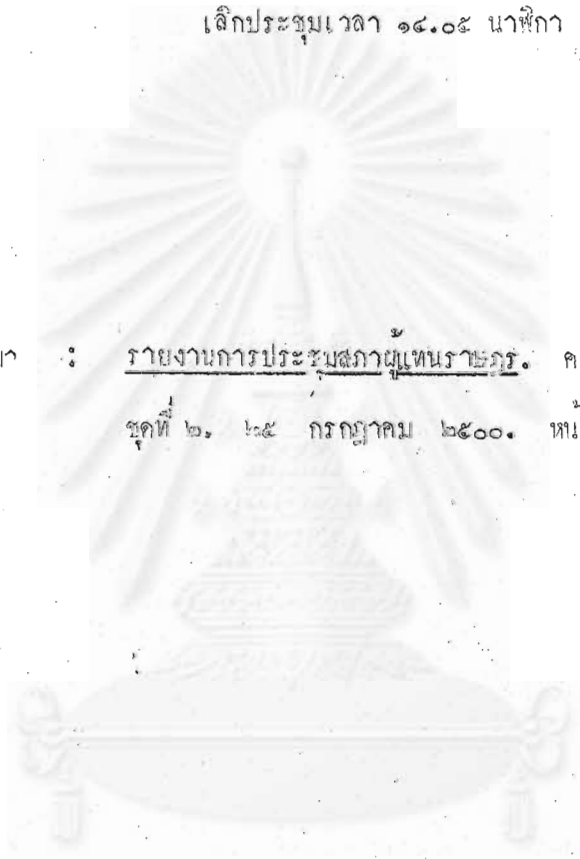 เลิกประชุมเวลา ๑๔.๐๕ นาฬิกา
: รายงานการประชุมสภาผู้แทนราษฎร.
ชุดที่ ๒. ๒๕ กรกฎาคม ๒๕๐๐.